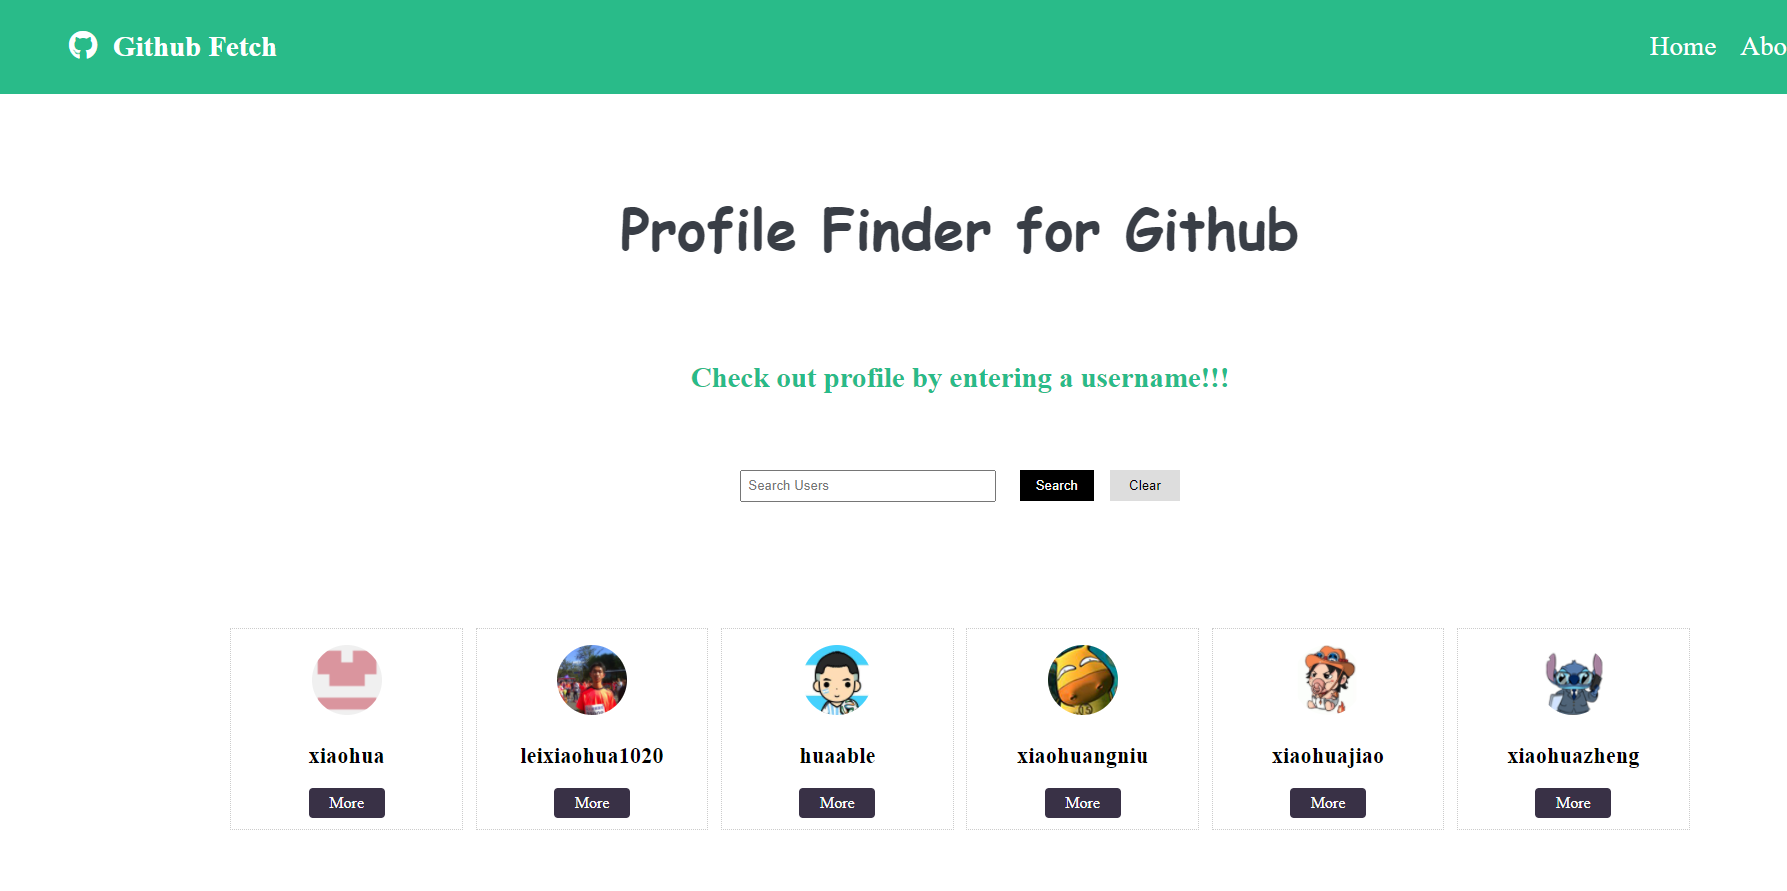 Github Fetch
Home Abo
Profile Finder for Github
Check out profile by entering a username!!!
Search Users Search Clear
xiaohua leixiaohua1020 huaable xiaohuangniu xiaohuajiao xiaohuazheng
More More More More More More